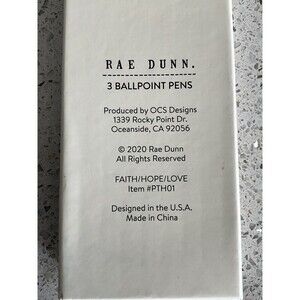 RAE DUNN.
3 BALLPOINT PENS
Produced by OCS Designs
1339 Rocky Point Dr.
Oceanside, CA 92056
© 2020 Rae Dunn
All Rights Reserved
FAITH/HOPE/LOVE
Item #PTH01
Designed in the U.S.A.
Made in China